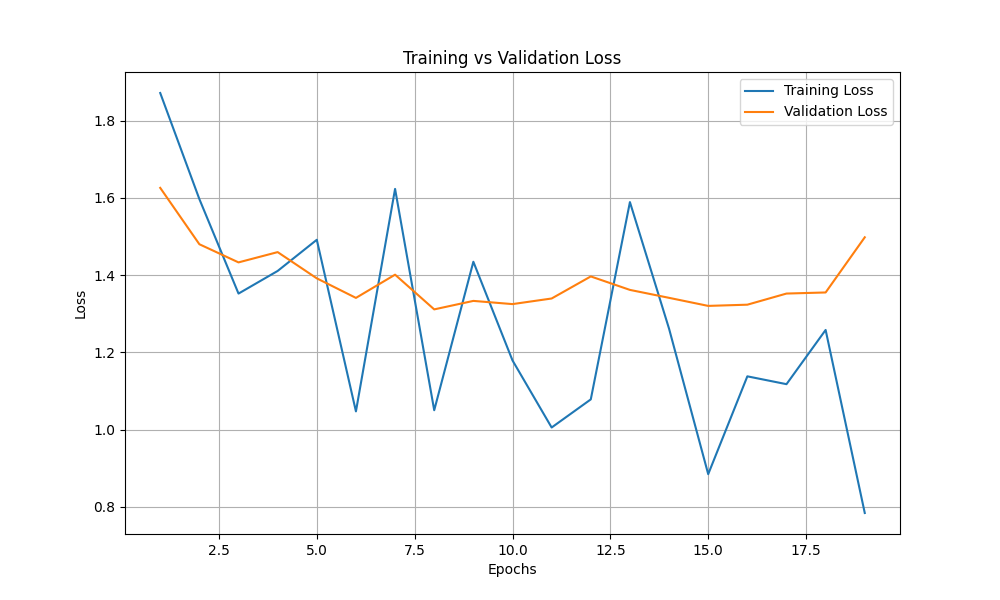 Training vs Validation Loss
Training Loss
Validation Loss
1.8
1.6
1.4
1.2
1.0
0.8
Loss
2.5 5.0 7.5 10.0 12.5 15.0 17.5
Epochs